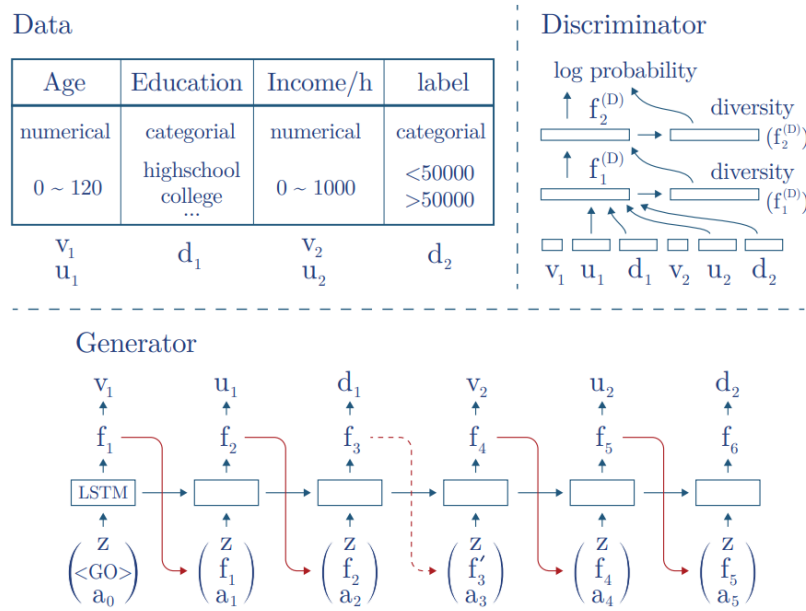 Data
Age Education Income/h label
numerical categorial numerical categorial
0 ~ 120 highschool college ... 0 ~ 1000 <50000 >50000
v₁ u₁ d₁ v₂ u₂ d₂
Discriminator
log probability
f₂⁽ᴰ⁾ diversity (f₂⁽ᴰ⁾)
f₁⁽ᴰ⁾ diversity (f₁⁽ᴰ⁾)
v₁ u₁ d₁ v₂ u₂ d₂
Generator
v₁ u₁ d₁ v₂ u₂ d₂
f₁ f₂ f₃ f₄ f₅ f₆
LSTM
z z z z z z
<GO> f₁ f₂ f′₃ f₄ f₅
a₀ a₁ a₂ a₃ a₄ a₅